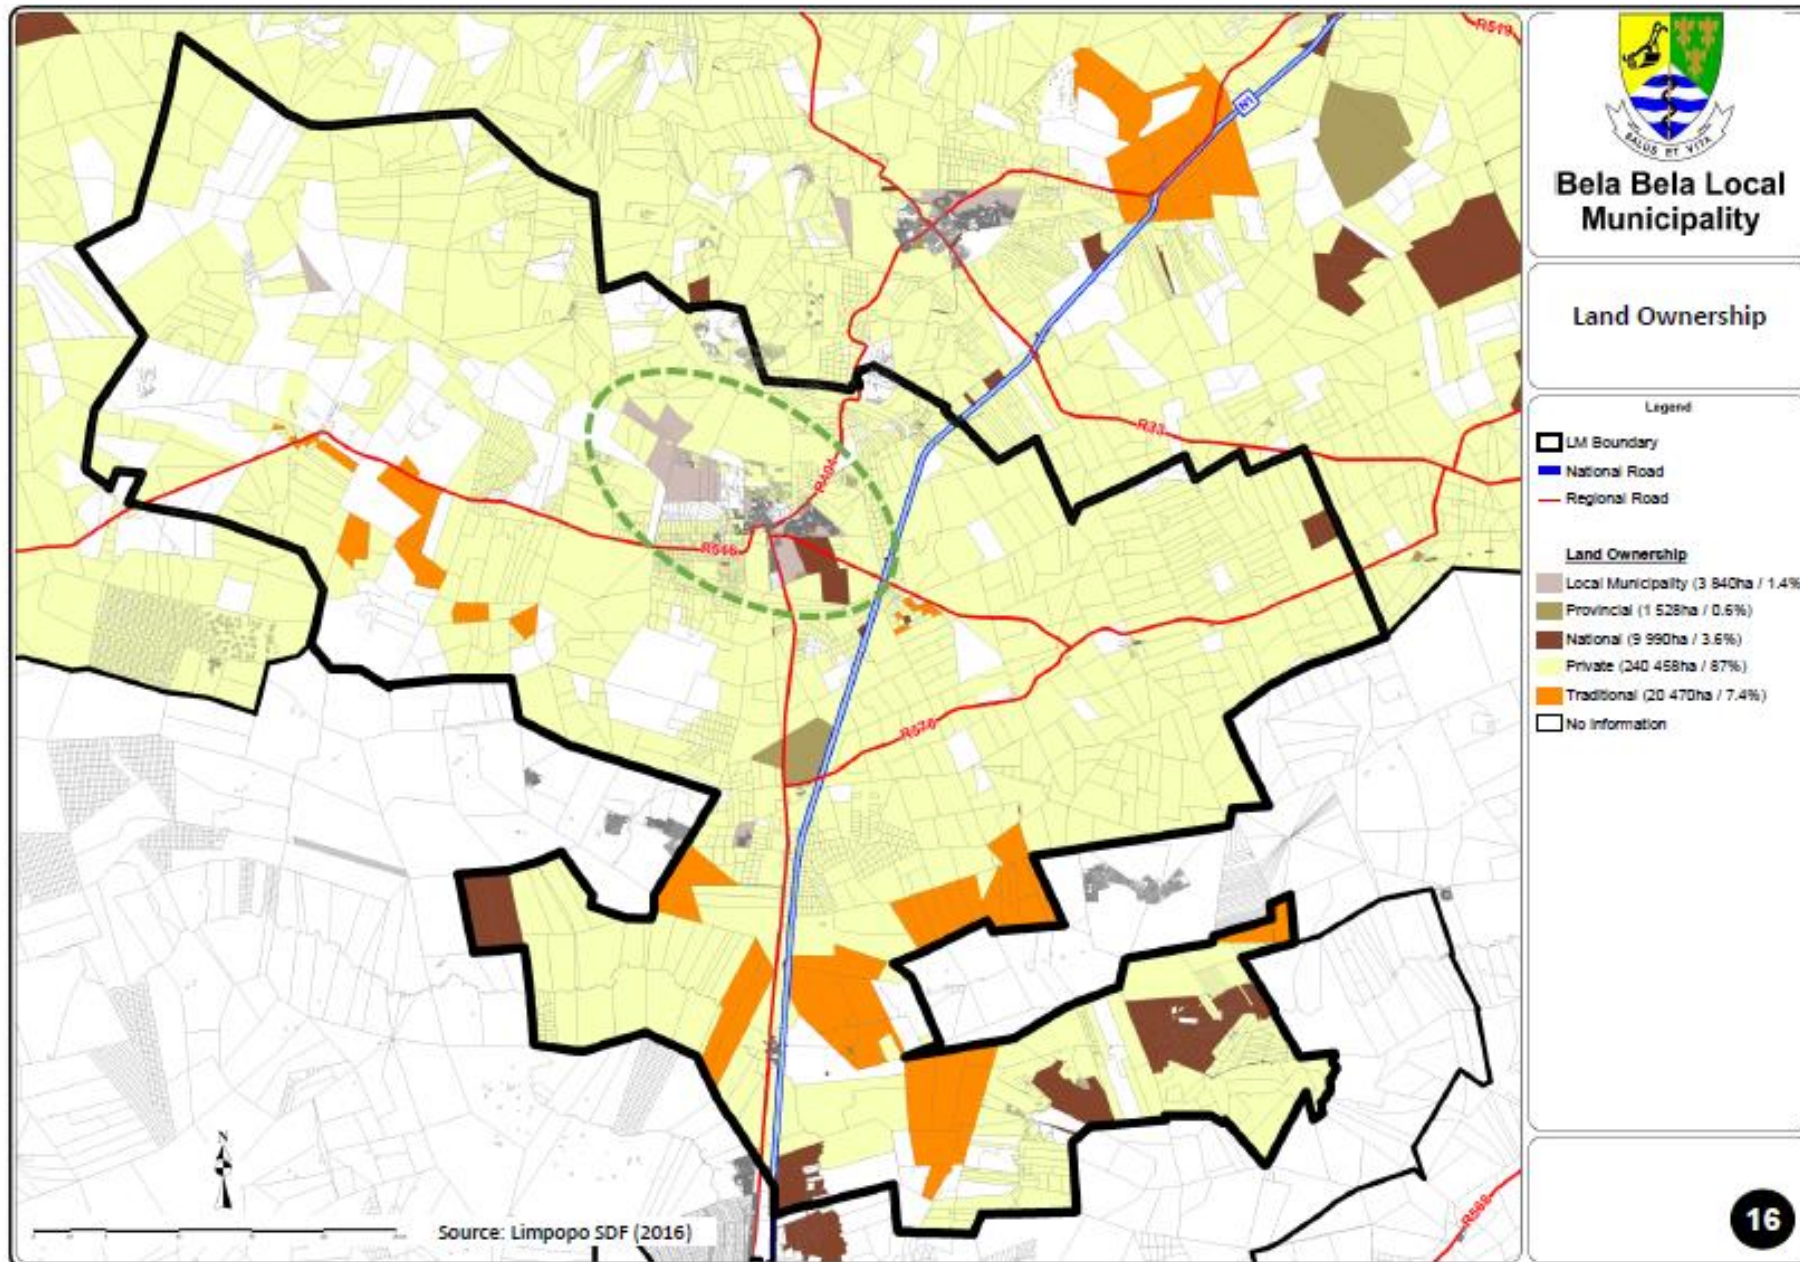 R519
N1
R33
R101
R516
R576
R568
N
Source: Limpopo SDF (2016)
SALUS ET VITA
Bela Bela Local
Municipality
Land Ownership
Legend
LM Boundary
National Road
Regional Road
Land Ownership
Local Municipality (3 840ha / 1.4%
Provincial (1 528ha / 0.6%)
National (9 990ha / 3.6%)
Private (240 458ha / 87%)
Traditional (20 470ha / 7.4%)
No Information
16